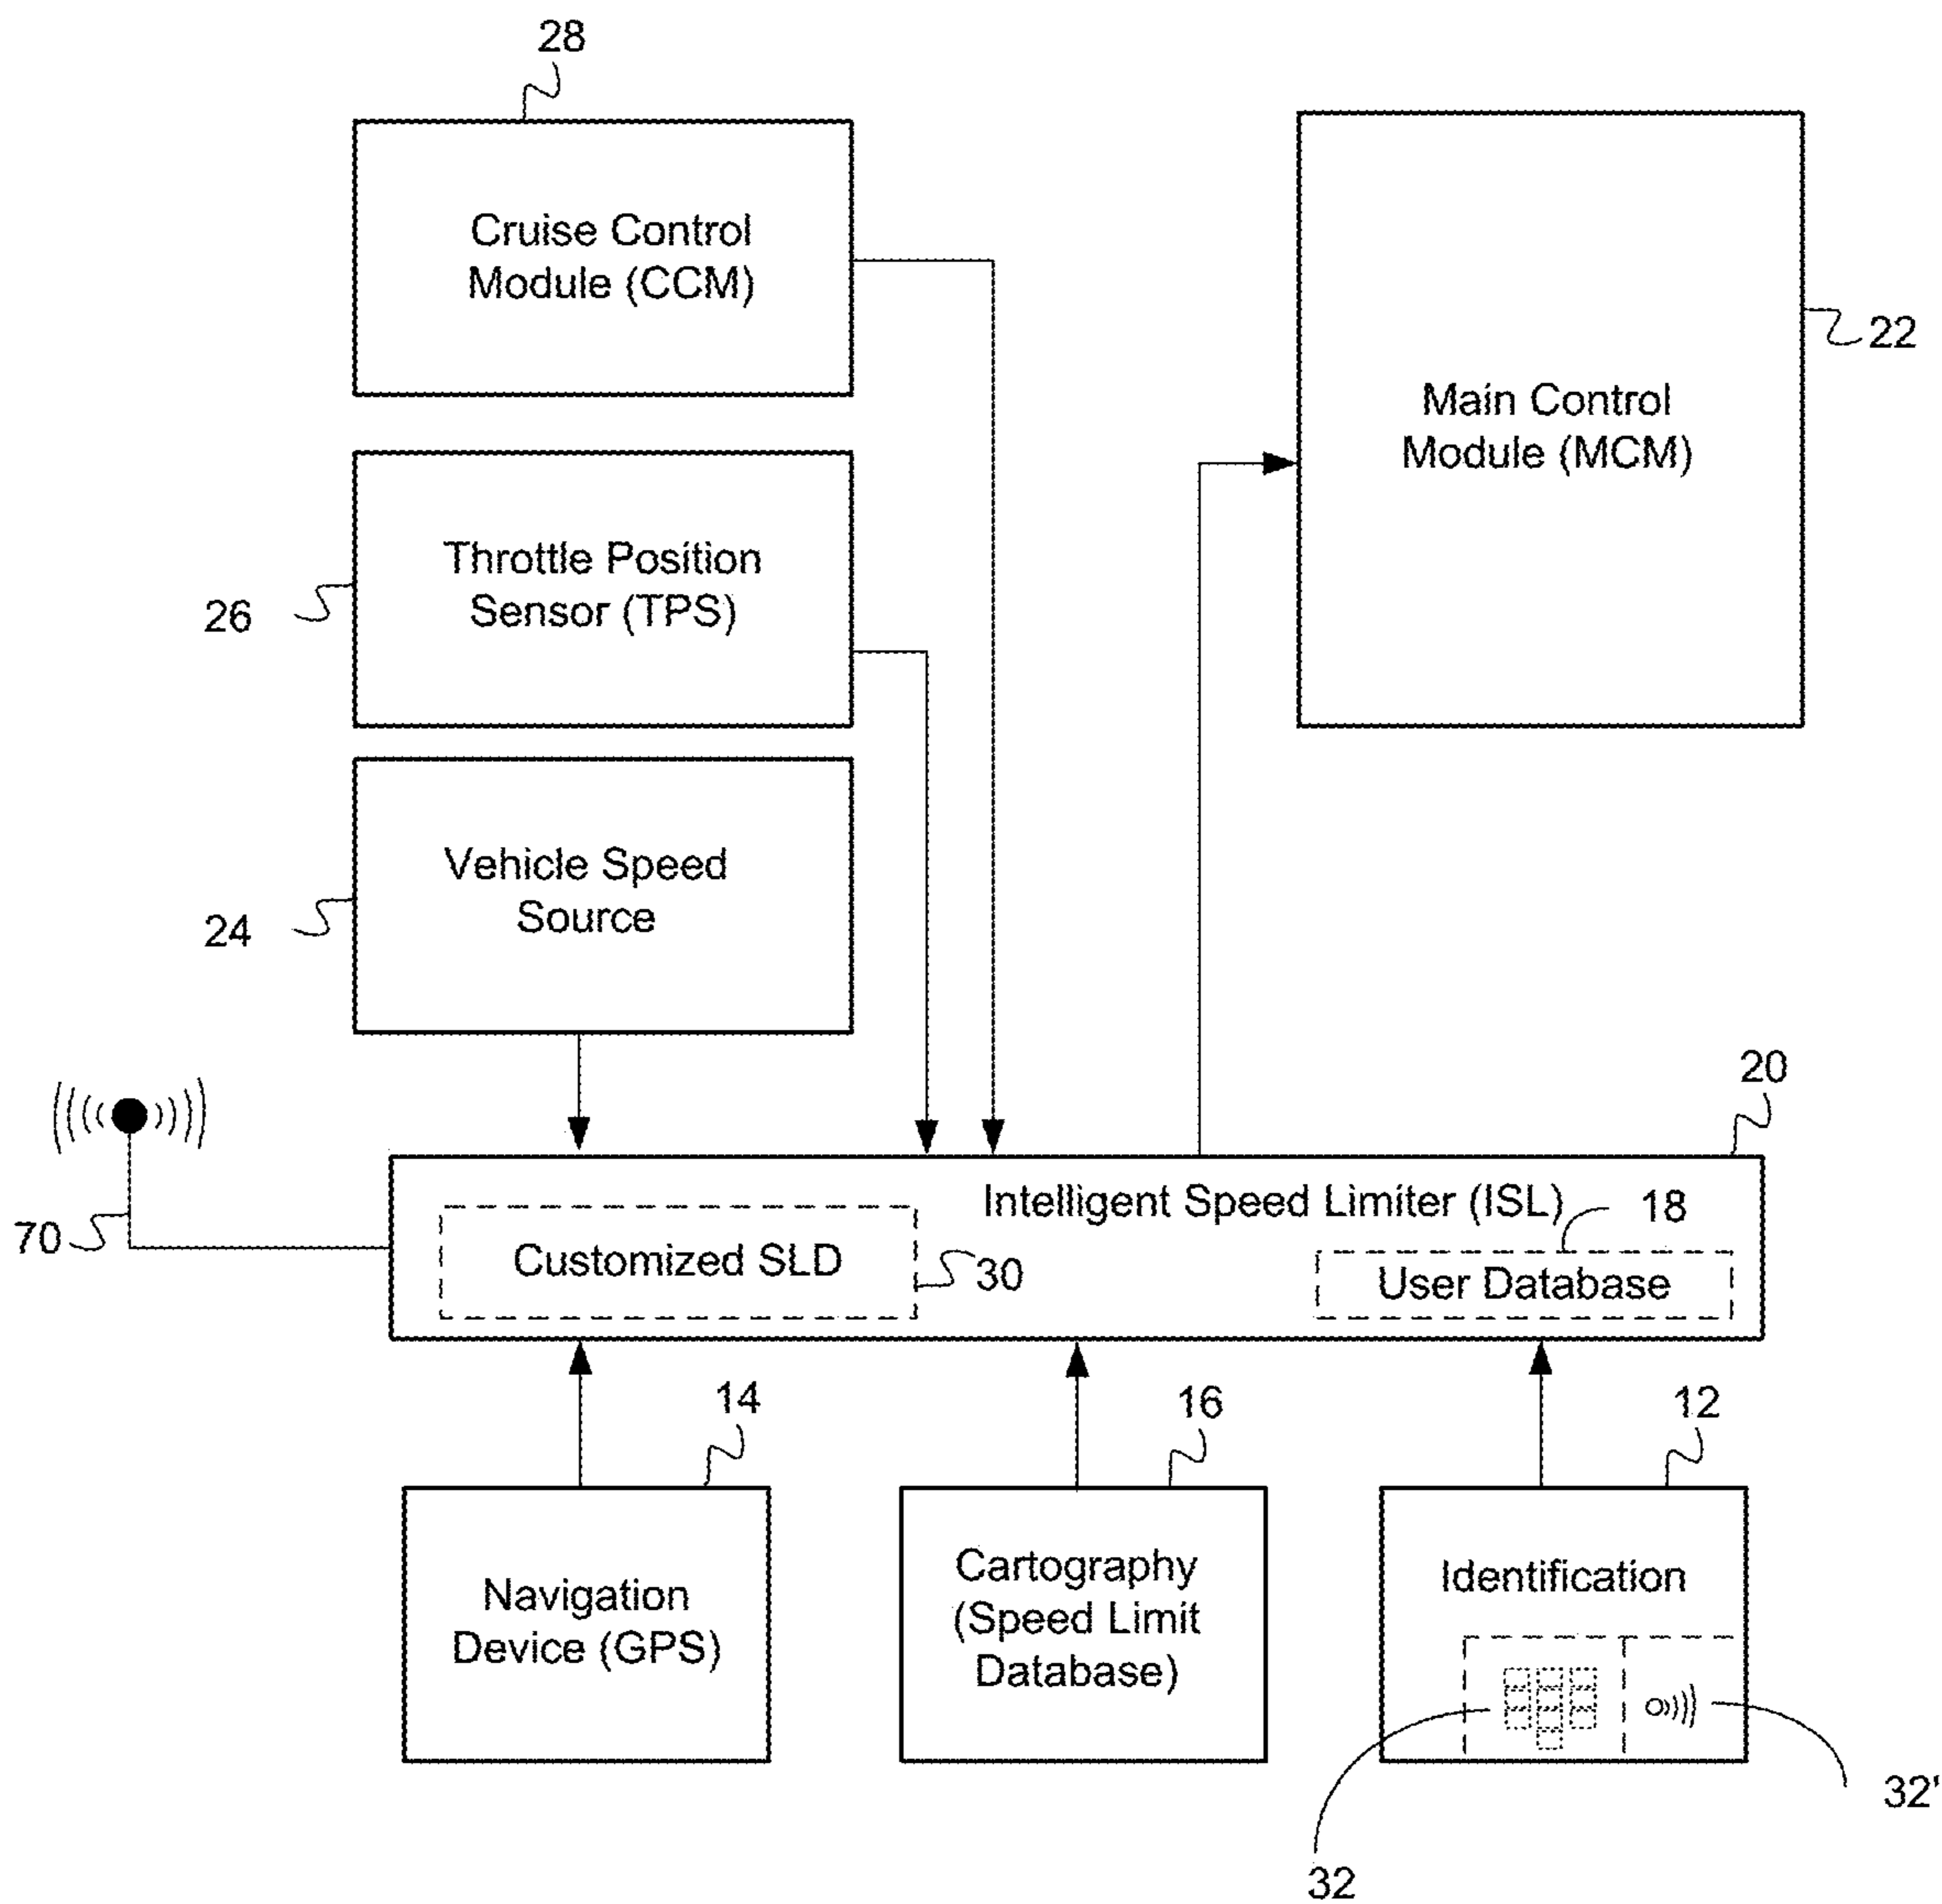 28
Cruise Control
Module (CCM)
22
Main Control
Module (MCM)
Throttle Position
Sensor (TPS)
26
Vehicle Speed
Source
24
20
Intelligent Speed Limiter (ISL)
18
70
Customized SLD
30
User Database
14
16
12
Navigation
Device (GPS)
Cartography
(Speed Limit
Database)
Identification
32'
32